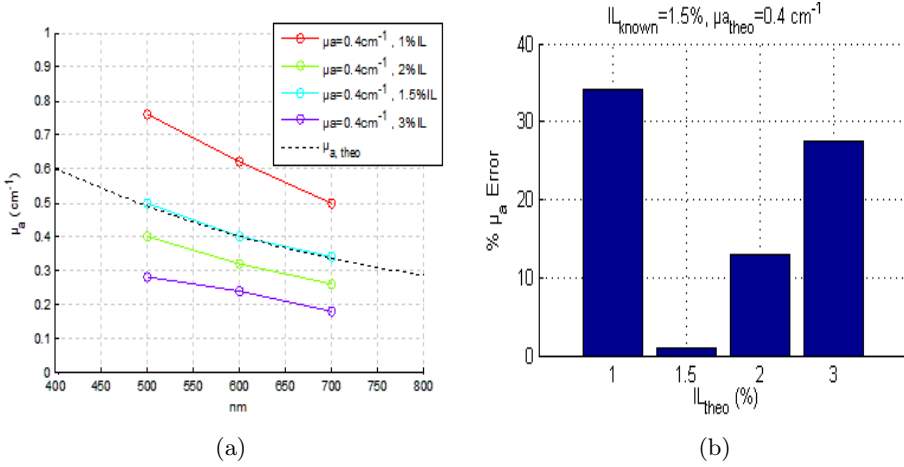 μa=0.4cm⁻¹ , 1%IL
μa=0.4cm⁻¹ , 2%IL
μa=0.4cm⁻¹ , 1.5%IL
μa=0.4cm⁻¹ , 3%IL
μa, theo
1
0.9
0.8
0.7
0.6
0.5
0.4
0.3
0.2
0.1
0
μa (cm⁻¹)
400 450 500 550 600 650 700 750 800
nm
(a)
ILknown=1.5%, μatheo=0.4 cm⁻¹
40
30
20
10
0
% μa Error
1 1.5 2 3
ILtheo (%)
(b)